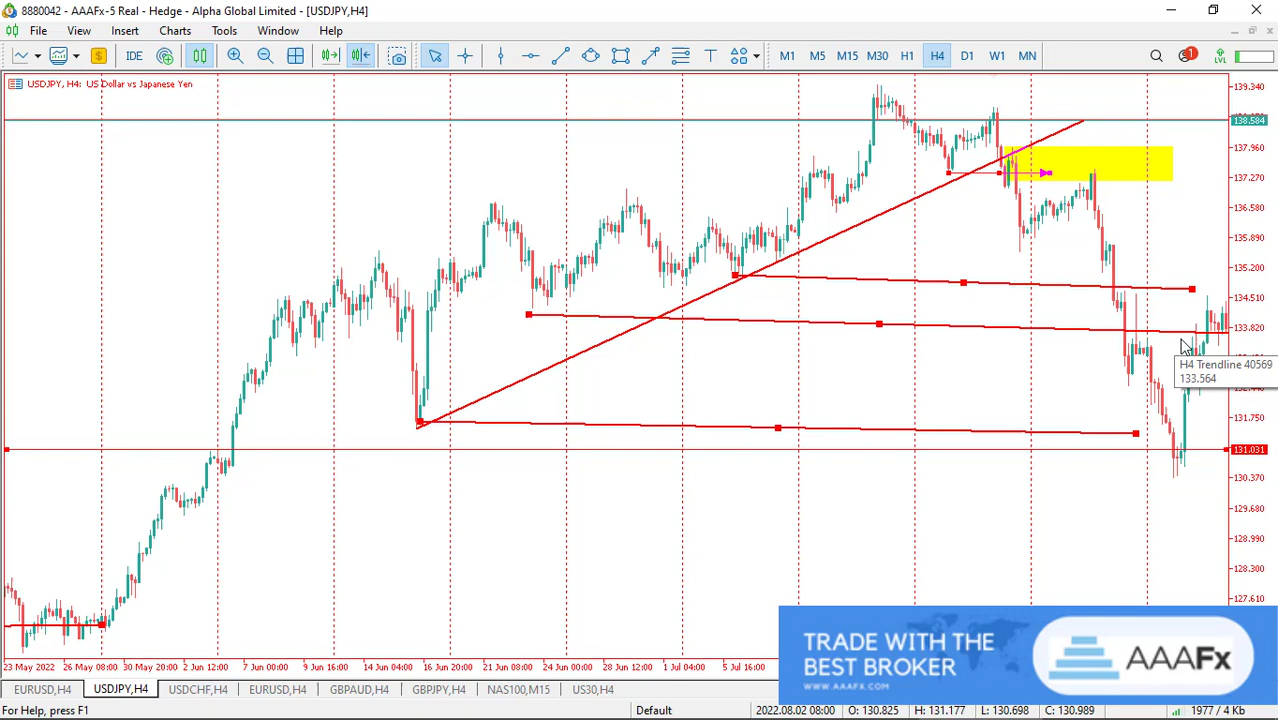 8880042 - AAAFx-5 Real - Hedge - Alpha Global Limited - [USDJPY,H4]
File View Insert Charts Tools Window Help
IDE M1 M5 M15 M30 H1 H4 D1 W1 MN 1 LVL
USDJPY, H4: US Dollar vs Japanese Yen
139.340
138.584
137.960
137.270
136.580
135.890
135.200
134.510
133.820
H4 Trendline 40569
133.564
132.440
131.750
131.031
130.370
129.680
128.990
128.300
127.610
TRADE WITH THE
BEST BROKER
WWW.AAAFX.COM
AAAFx
23 May 2022 26 May 08:00 30 May 20:00 2 Jun 12:00 7 Jun 00:00 9 Jun 16:00 14 Jun 04:00 16 Jun 20:00 21 Jun 08:00 24 Jun 00:00 28 Jun 12:00 1 Jul 04:00 5 Jul 16:00
EURUSD,H4 USDJPY,H4 USDCHF,H4 EURUSD,H4 GBPAUD,H4 GBPJPY,H4 NAS100,M15 US30,H4
For Help, press F1 Default 2022.08.02 08:00 O: 130.825 H: 131.177 L: 130.698 C: 130.989 1977 / 4 Kb